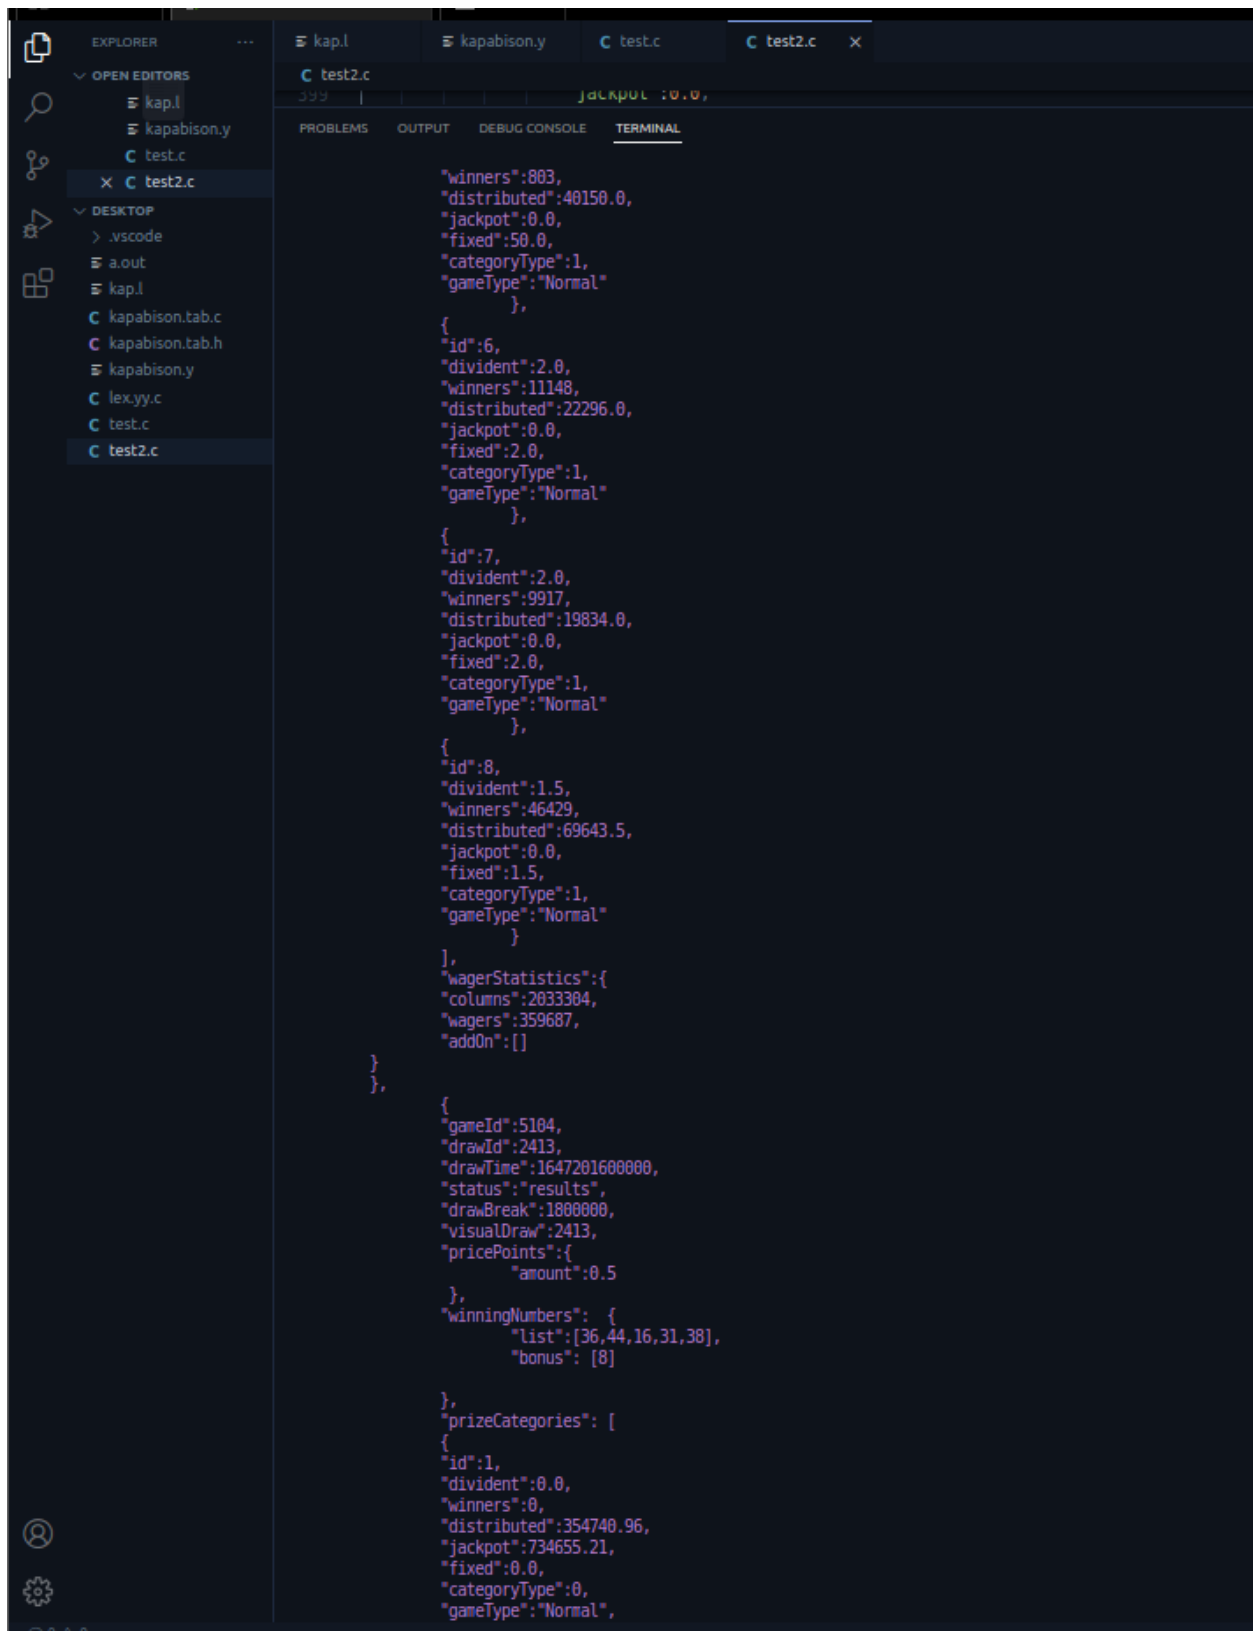 EXPLORER ...
OPEN EDITORS
kap.l
kapabison.y
test.c
test2.c
DESKTOP
.vscode
a.out
kap.l
kapabison.tab.c
kapabison.tab.h
kapabison.y
lex.yy.c
test.c
test2.c
kap.l kapabison.y test.c test2.c
test2.c
399 jackpot :0.0,
PROBLEMS OUTPUT DEBUG CONSOLE TERMINAL
"winners":803,
"distributed":40150.0,
"jackpot":0.0,
"fixed":50.0,
"categoryType":1,
"gameType":"Normal"
},
{
"id":6,
"divident":2.0,
"winners":11148,
"distributed":22296.0,
"jackpot":0.0,
"fixed":2.0,
"categoryType":1,
"gameType":"Normal"
},
{
"id":7,
"divident":2.0,
"winners":9917,
"distributed":19834.0,
"jackpot":0.0,
"fixed":2.0,
"categoryType":1,
"gameType":"Normal"
},
{
"id":8,
"divident":1.5,
"winners":46429,
"distributed":69643.5,
"jackpot":0.0,
"fixed":1.5,
"categoryType":1,
"gameType":"Normal"
}
],
"wagerStatistics":{
"columns":2033304,
"wagers":359687,
"addOn":[]
}
},
{
"gameId":5104,
"drawId":2413,
"drawTime":1647201600000,
"status":"results",
"drawBreak":1800000,
"visualDraw":2413,
"pricePoints":{
"amount":0.5
},
"winningNumbers": {
"list":[36,44,16,31,38],
"bonus": [8]
},
"prizeCategories": [
{
"id":1,
"divident":0.0,
"winners":0,
"distributed":354740.96,
"jackpot":734655.21,
"fixed":0.0,
"categoryType":0,
"gameType":"Normal",